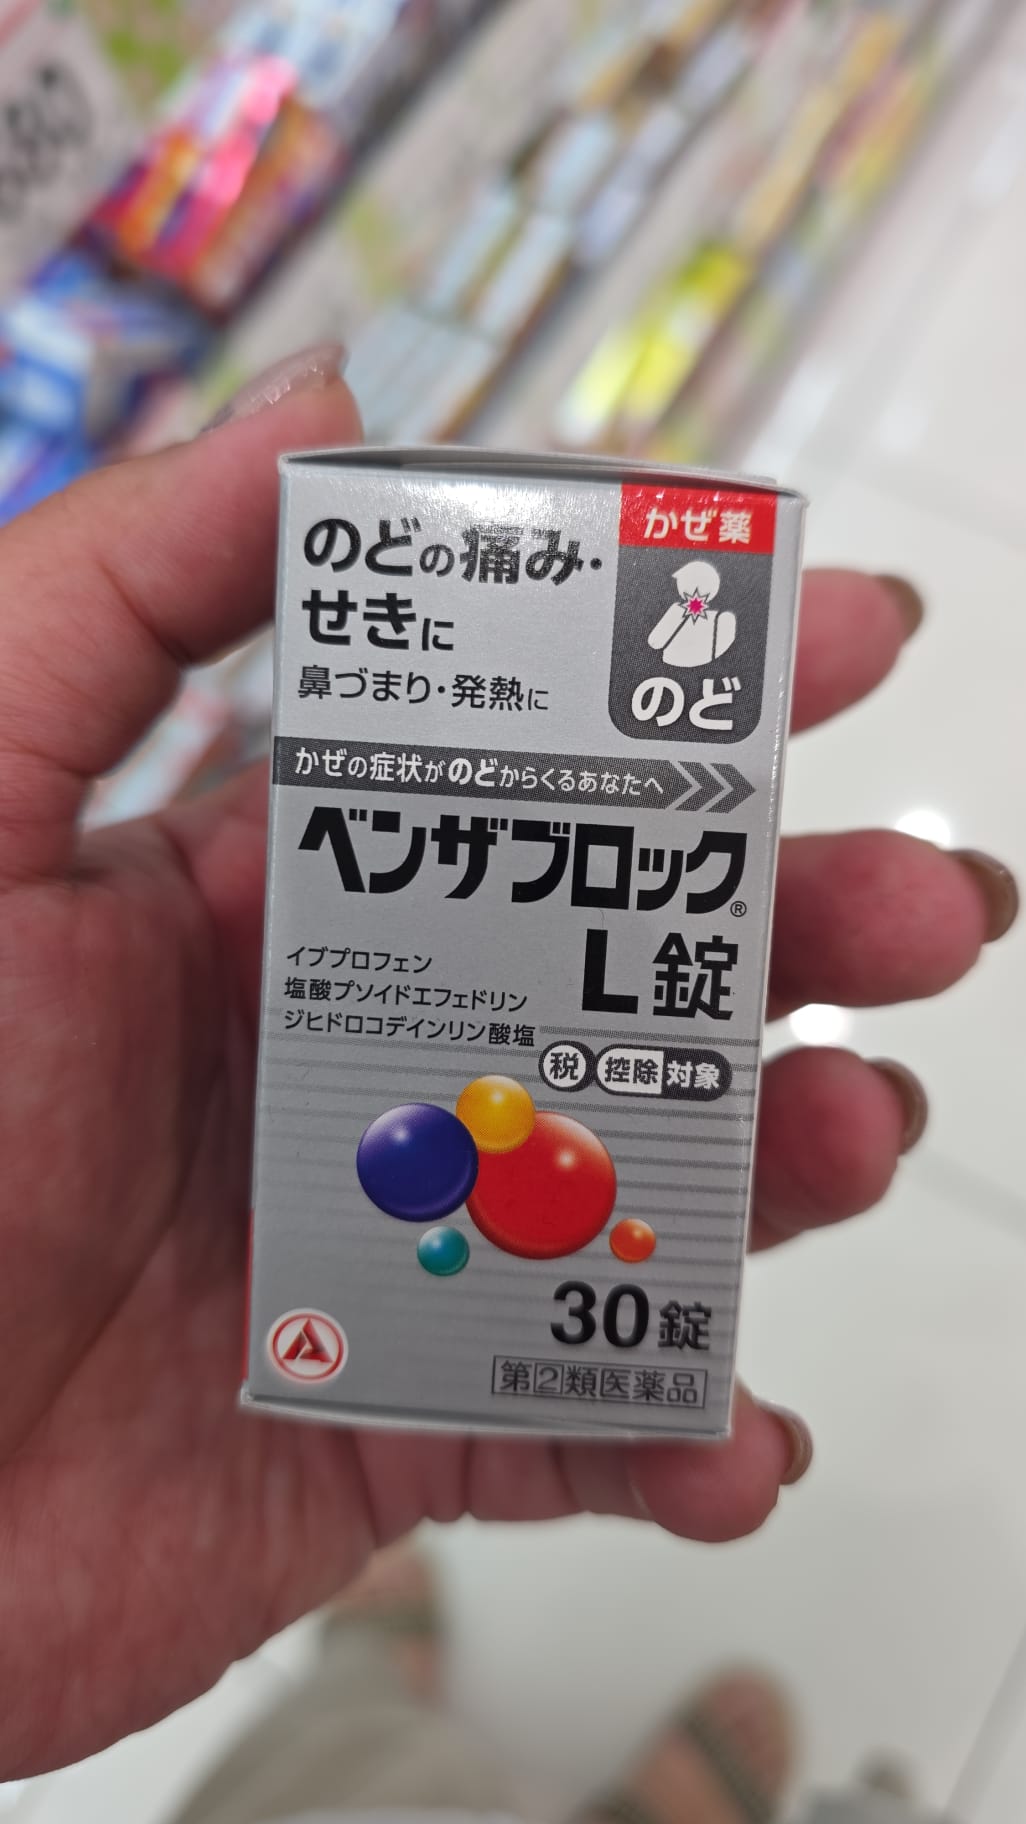 かぜ薬
のど
のどの痛み・
せきに
鼻づまり・発熱に
かぜの症状がのどからくるあなたへ
ベンザブロック®
L錠
イブプロフェン
塩酸プソイドエフェドリン
ジヒドロコデインリン酸塩
税 控除対象
30錠
第②類医薬品